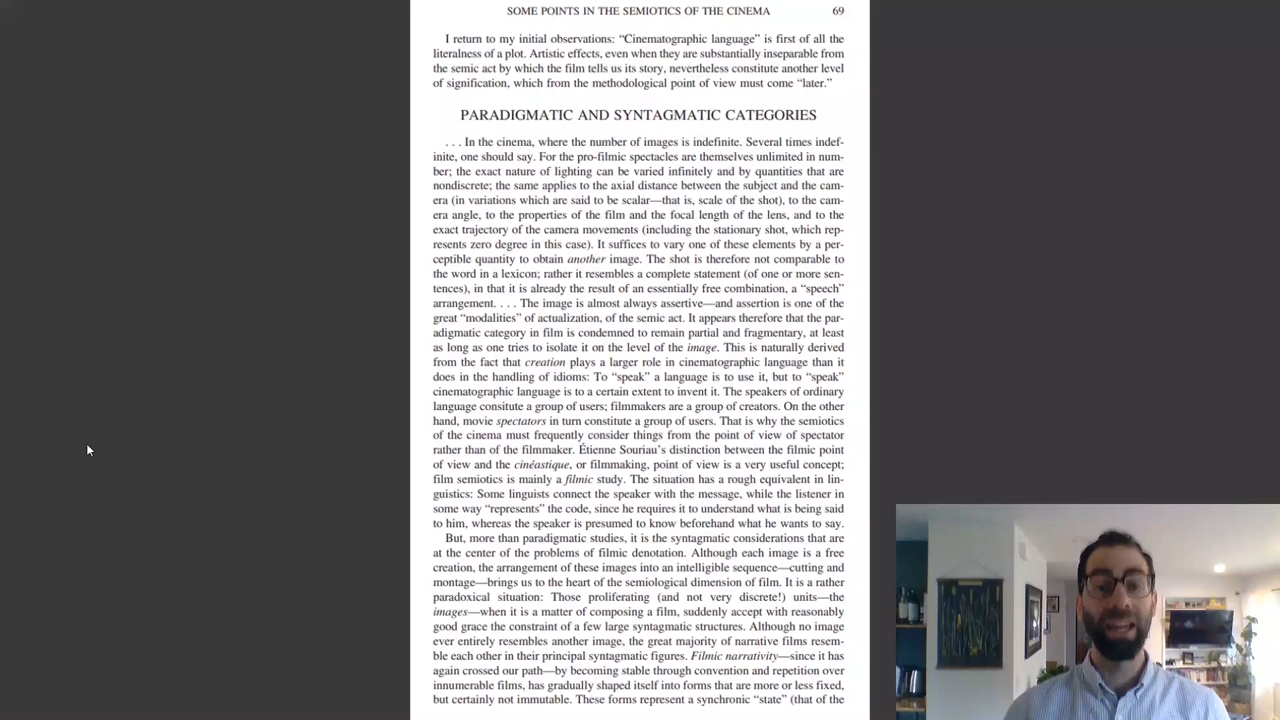 SOME POINTS IN THE SEMIOTICS OF THE CINEMA 69
I return to my initial observations: “Cinematographic language” is first of all the
literalness of a plot. Artistic effects, even when they are substantially inseparable from
the semic act by which the film tells us its story, nevertheless constitute another level
of signification, which from the methodological point of view must come “later.”
PARADIGMATIC AND SYNTAGMATIC CATEGORIES
. . . In the cinema, where the number of images is indefinite. Several times indef-
inite, one should say. For the pro-filmic spectacles are themselves unlimited in num-
ber; the exact nature of lighting can be varied infinitely and by quantities that are
nondiscrete; the same applies to the axial distance between the subject and the cam-
era (in variations which are said to be scalar—that is, scale of the shot), to the cam-
era angle, to the properties of the film and the focal length of the lens, and to the
exact trajectory of the camera movements (including the stationary shot, which rep-
resents zero degree in this case). It suffices to vary one of these elements by a per-
ceptible quantity to obtain another image. The shot is therefore not comparable to
the word in a lexicon; rather it resembles a complete statement (of one or more sen-
tences), in that it is already the result of an essentially free combination, a “speech”
arrangement. . . . The image is almost always assertive—and assertion is one of the
great “modalities” of actualization, of the semic act. It appears therefore that the par-
adigmatic category in film is condemned to remain partial and fragmentary, at least
as long as one tries to isolate it on the level of the image. This is naturally derived
from the fact that creation plays a larger role in cinematographic language than it
does in the handling of idioms: To “speak” a language is to use it, but to “speak”
cinematographic language is to a certain extent to invent it. The speakers of ordinary
language consitute a group of users; filmmakers are a group of creators. On the other
hand, movie spectators in turn constitute a group of users. That is why the semiotics
of the cinema must frequently consider things from the point of view of spectator
rather than of the filmmaker. Étienne Souriau’s distinction between the filmic point
of view and the cinéastique, or filmmaking, point of view is a very useful concept;
film semiotics is mainly a filmic study. The situation has a rough equivalent in lin-
guistics: Some linguists connect the speaker with the message, while the listener in
some way “represents” the code, since he requires it to understand what is being said
to him, whereas the speaker is presumed to know beforehand what he wants to say.
But, more than paradigmatic studies, it is the syntagmatic considerations that are
at the center of the problems of filmic denotation. Although each image is a free
creation, the arrangement of these images into an intelligible sequence—cutting and
montage—brings us to the heart of the semiological dimension of film. It is a rather
paradoxical situation: Those proliferating (and not very discrete!) units—the
images—when it is a matter of composing a film, suddenly accept with reasonably
good grace the constraint of a few large syntagmatic structures. Although no image
ever entirely resembles another image, the great majority of narrative films resem-
ble each other in their principal syntagmatic figures. Filmic narrativity—since it has
again crossed our path—by becoming stable through convention and repetition over
innumerable films, has gradually shaped itself into forms that are more or less fixed,
but certainly not immutable. These forms represent a synchronic “state” (that of the